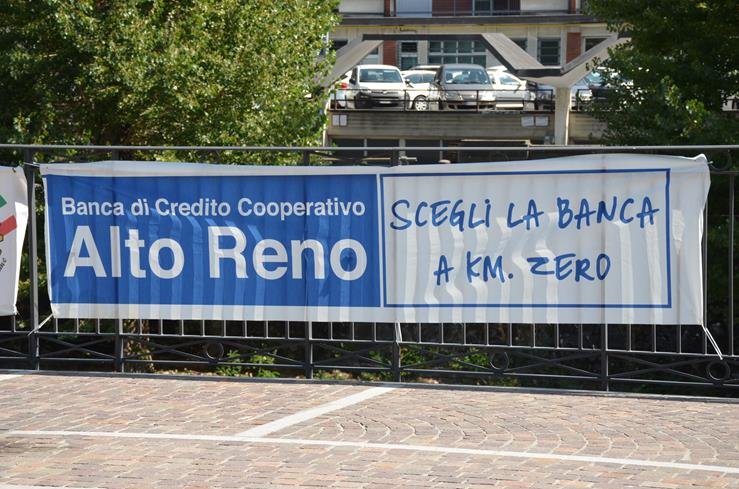 Banca di Credito Cooperativo
Alto Reno
SCEGLI LA BANCA
A KM. ZERO